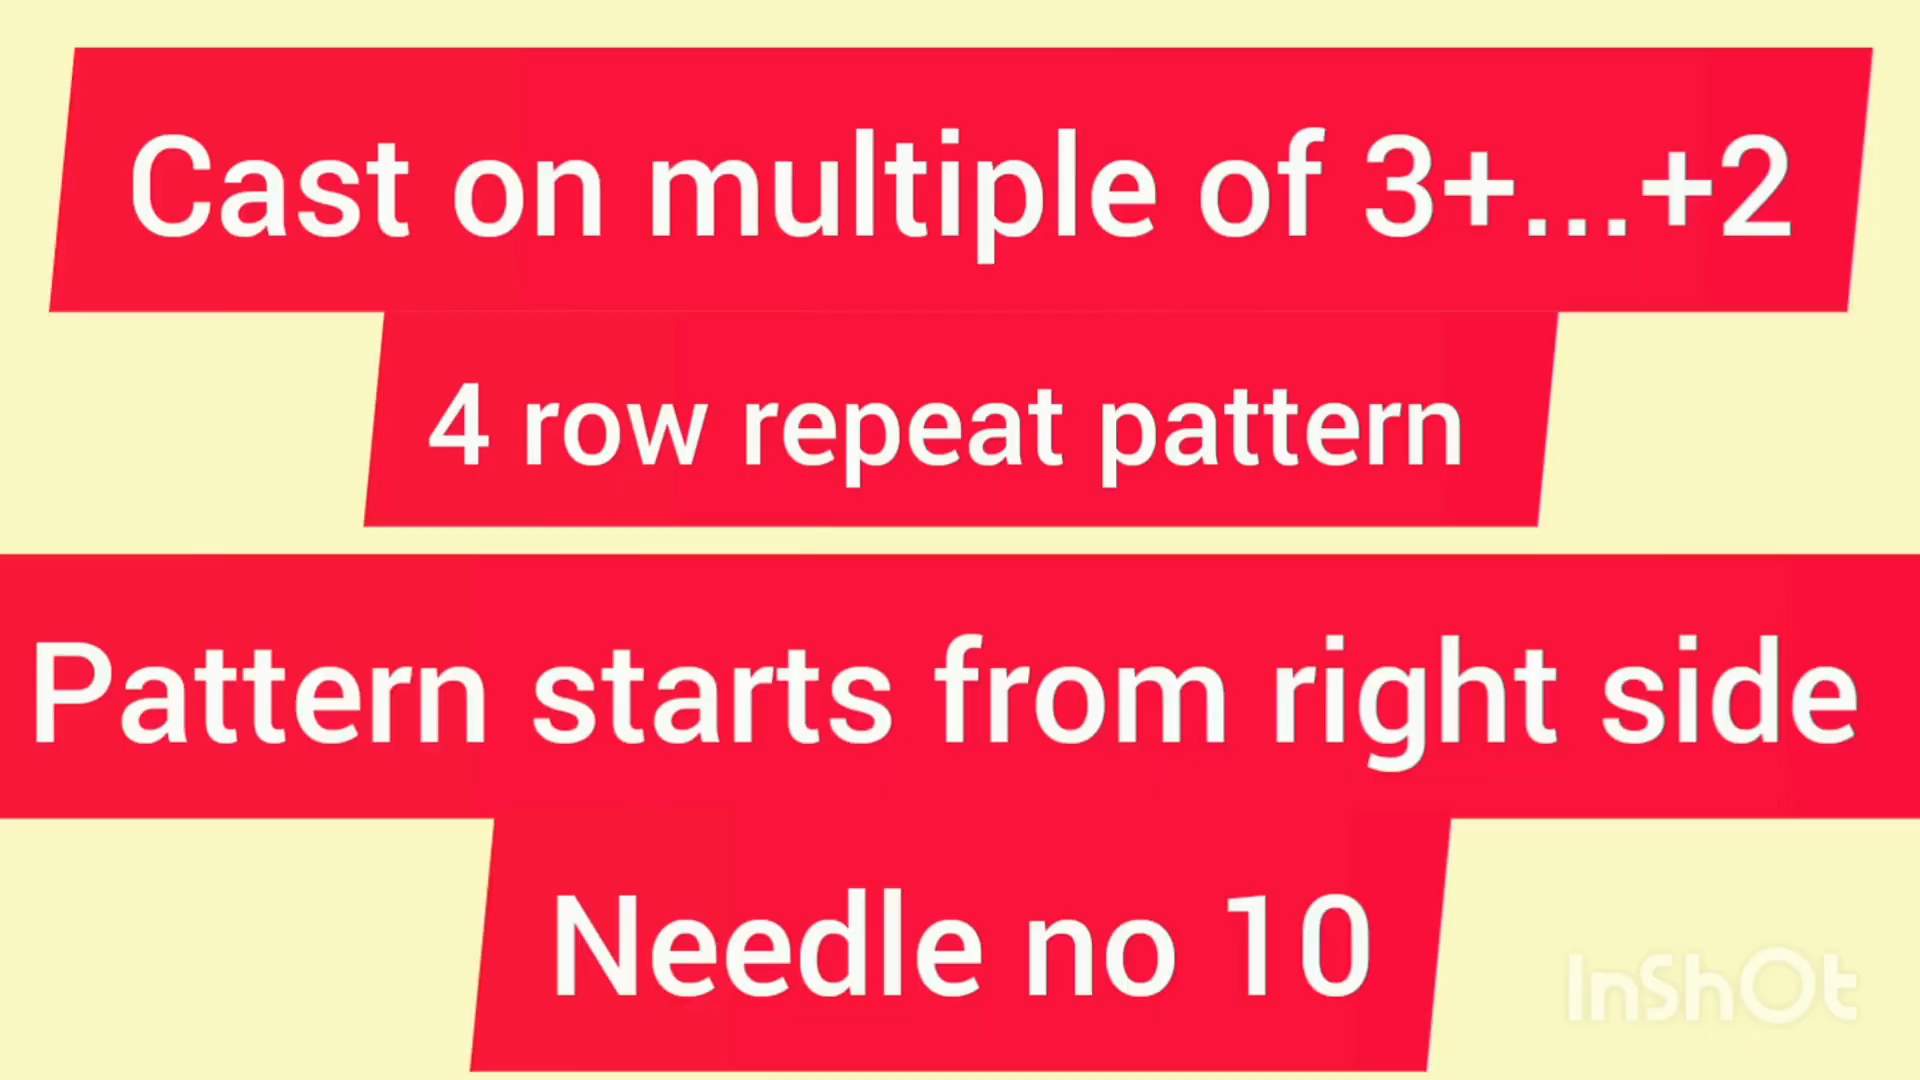 Cast on multiple of 3+...+2
4 row repeat pattern
Pattern starts from right side
Needle no 10
InShOt